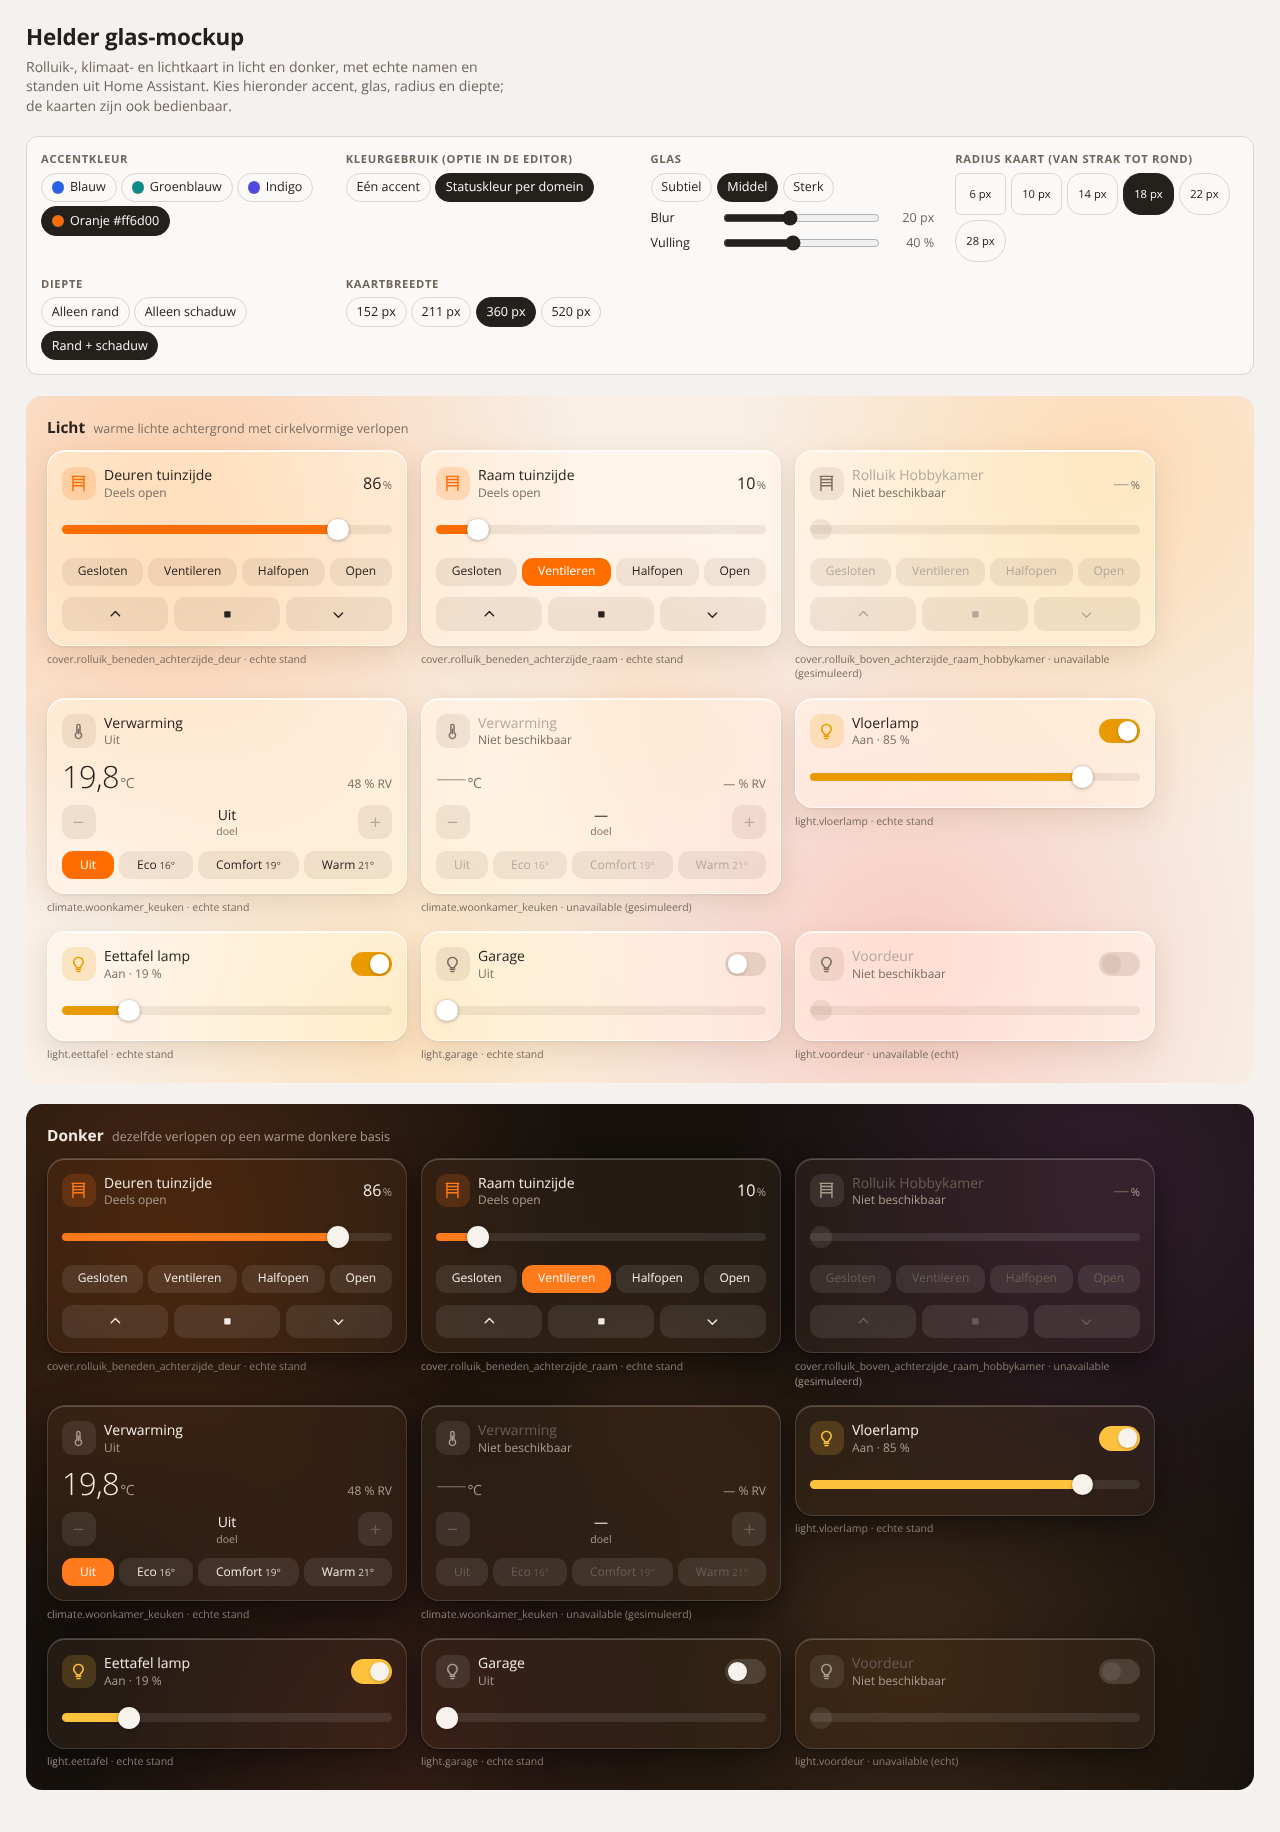 Helder glas-mockup
Rolluik-, klimaat- en lichtkaart in licht en donker, met echte namen en
standen uit Home Assistant. Kies hieronder accent, glas, radius en diepte;
de kaarten zijn ook bedienbaar.
ACCENTKLEUR
Blauw Groenblauw Indigo
Oranje #ff6d00
KLEURGEBRUIK (OPTIE IN DE EDITOR)
Eén accent Statuskleur per domein
GLAS
Subtiel Middel Sterk
Blur 20 px
Vulling 40 %
RADIUS KAART (VAN STRAK TOT ROND)
6 px 10 px 14 px 18 px 22 px
28 px
DIEPTE
Alleen rand Alleen schaduw
Rand + schaduw
KAARTBREEDTE
152 px 211 px 360 px 520 px
Licht warme lichte achtergrond met cirkelvormige verlopen
Deuren tuinzijde
Deels open
86%
Gesloten Ventileren Halfopen Open
cover.rolluik_beneden_achterzijde_deur · echte stand
Raam tuinzijde
Deels open
10%
Gesloten Ventileren Halfopen Open
cover.rolluik_beneden_achterzijde_raam · echte stand
Rolluik Hobbykamer
Niet beschikbaar
—%
Gesloten Ventileren Halfopen Open
cover.rolluik_boven_achterzijde_raam_hobbykamer · unavailable
(gesimuleerd)
Verwarming
Uit
19,8°C 48 % RV
− Uit +
doel
Uit Eco 16° Comfort 19° Warm 21°
climate.woonkamer_keuken · echte stand
Verwarming
Niet beschikbaar
—°C — % RV
− — +
doel
Uit Eco 16° Comfort 19° Warm 21°
climate.woonkamer_keuken · unavailable (gesimuleerd)
Vloerlamp
Aan · 85 %
light.vloerlamp · echte stand
Eettafel lamp
Aan · 19 %
light.eettafel · echte stand
Garage
Uit
light.garage · echte stand
Voordeur
Niet beschikbaar
light.voordeur · unavailable (echt)
Donker dezelfde verlopen op een warme donkere basis
Deuren tuinzijde
Deels open
86%
Gesloten Ventileren Halfopen Open
cover.rolluik_beneden_achterzijde_deur · echte stand
Raam tuinzijde
Deels open
10%
Gesloten Ventileren Halfopen Open
cover.rolluik_beneden_achterzijde_raam · echte stand
Rolluik Hobbykamer
Niet beschikbaar
—%
Gesloten Ventileren Halfopen Open
cover.rolluik_boven_achterzijde_raam_hobbykamer · unavailable
(gesimuleerd)
Verwarming
Uit
19,8°C 48 % RV
− Uit +
doel
Uit Eco 16° Comfort 19° Warm 21°
climate.woonkamer_keuken · echte stand
Verwarming
Niet beschikbaar
—°C — % RV
− — +
doel
Uit Eco 16° Comfort 19° Warm 21°
climate.woonkamer_keuken · unavailable (gesimuleerd)
Vloerlamp
Aan · 85 %
light.vloerlamp · echte stand
Eettafel lamp
Aan · 19 %
light.eettafel · echte stand
Garage
Uit
light.garage · echte stand
Voordeur
Niet beschikbaar
light.voordeur · unavailable (echt)